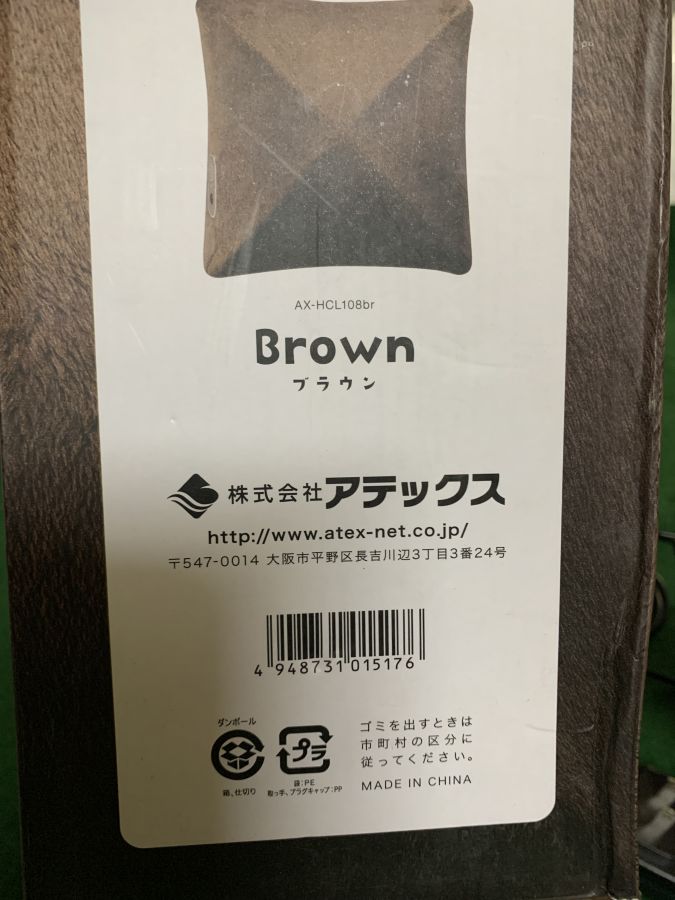 AX-HCL108br
Brown
ブラウン
株式会社アテックス
http://www.atex-net.co.jp/
〒547-0014 大阪市平野区長吉川辺3丁目3番24号
4 948731 015176
ダンボール
箱、仕切り
プラ
袋:PE
取っ手、プラグキャップ:PP
ゴミを出すときは
市町村の区分に
従ってください。
MADE IN CHINA